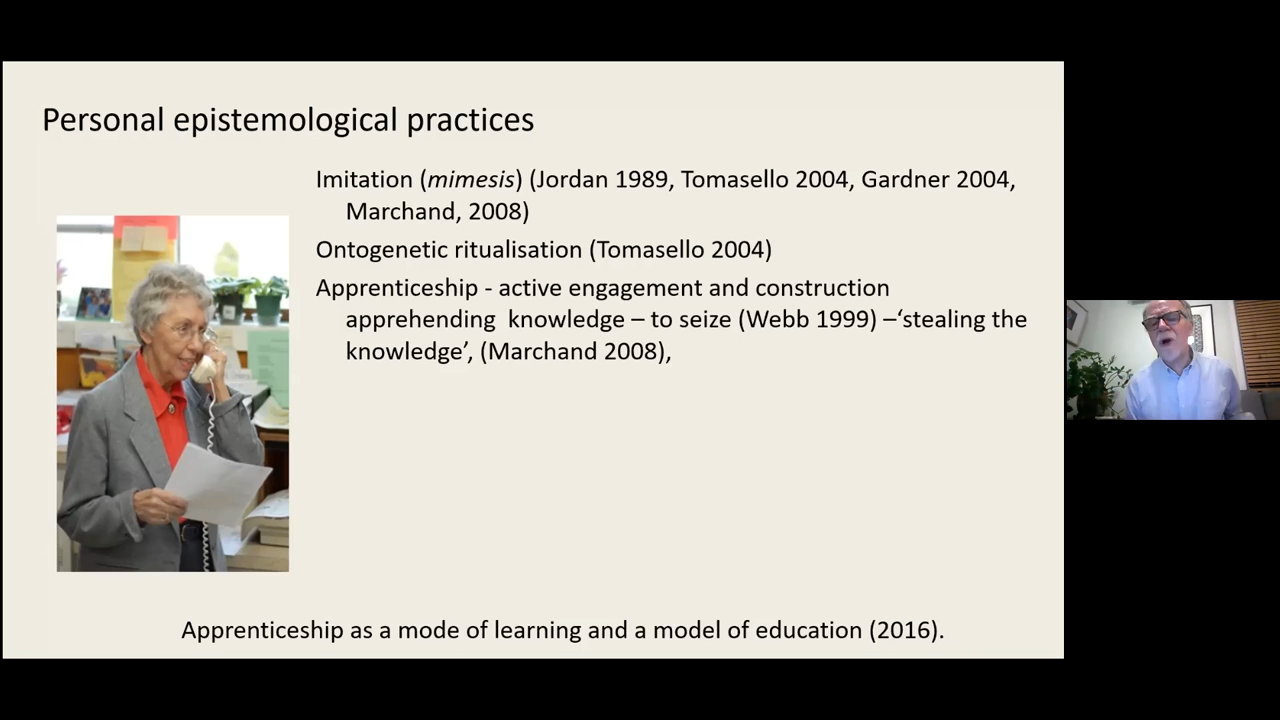 Personal epistemological practices
Imitation (mimesis) (Jordan 1989, Tomasello 2004, Gardner 2004,
Marchand, 2008)
Ontogenetic ritualisation (Tomasello 2004)
Apprenticeship - active engagement and construction
apprehending  knowledge – to seize (Webb 1999) –‘stealing the
knowledge’, (Marchand 2008),
Apprenticeship as a mode of learning and a model of education (2016).